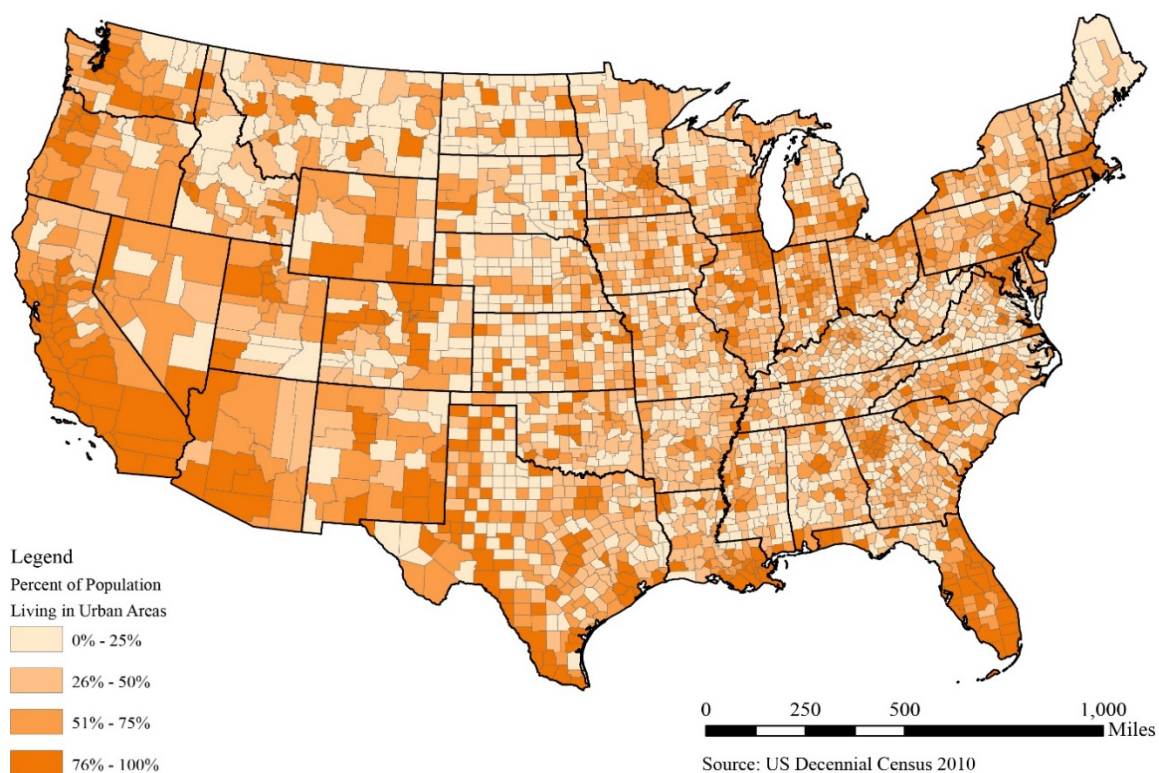 Legend
Percent of Population
Living in Urban Areas
0% - 25%
26% - 50%
51% - 75%
76% - 100%
0 250 500 1,000
Miles
Source: US Decennial Census 2010